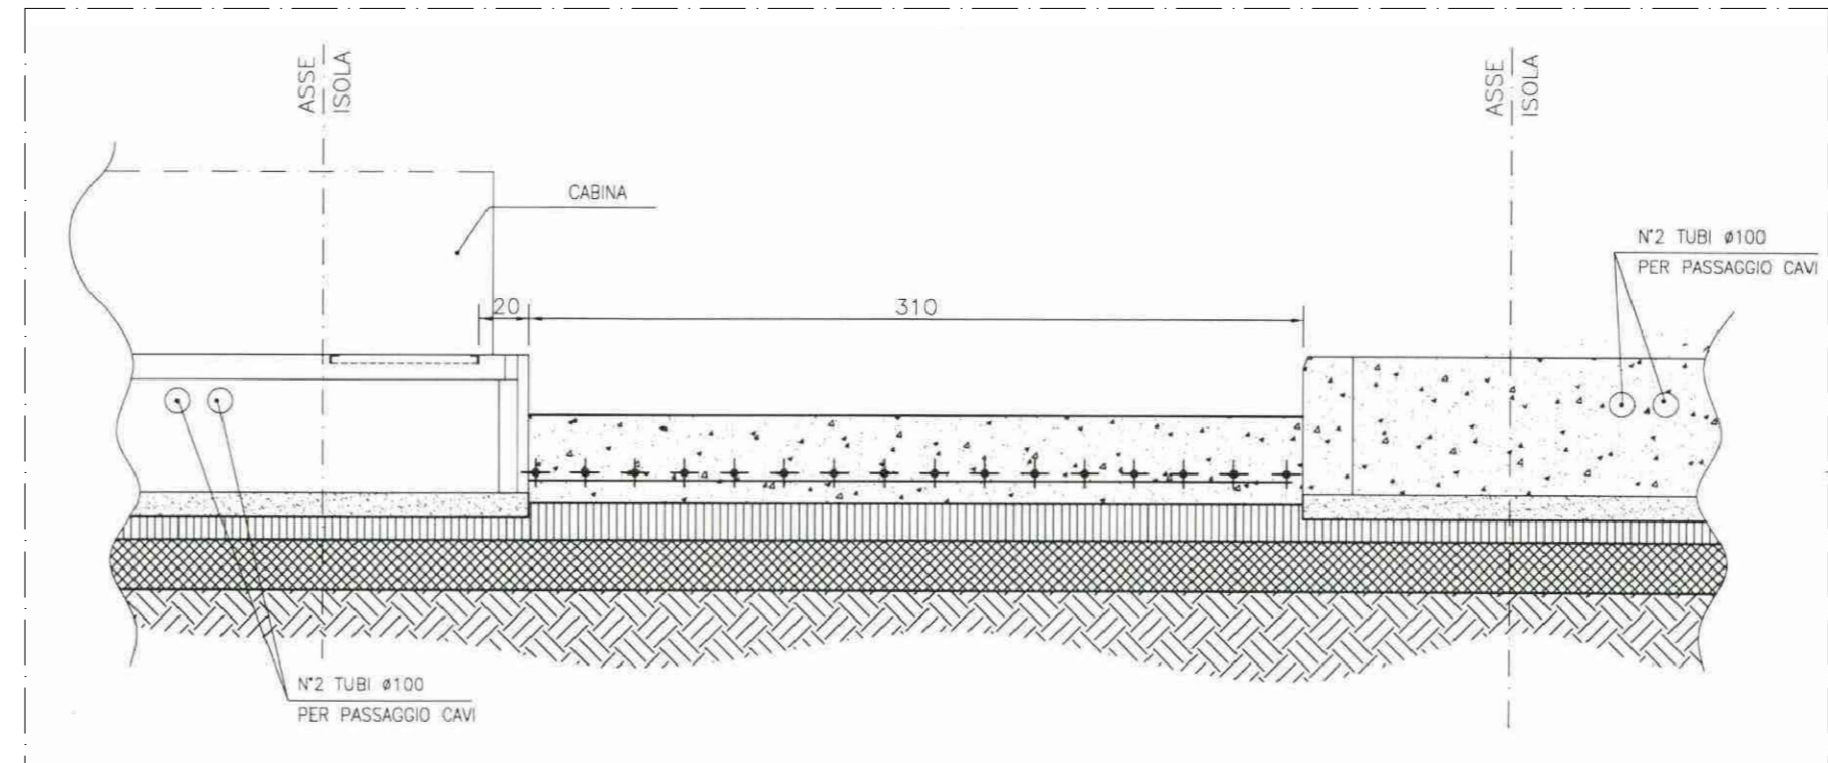 ASSE
ISOLA
ASSE
ISOLA
CABINA
N°2 TUBI ø100
PER PASSAGGIO CAVI
20
310
N°2 TUBI ø100
PER PASSAGGIO CAVI